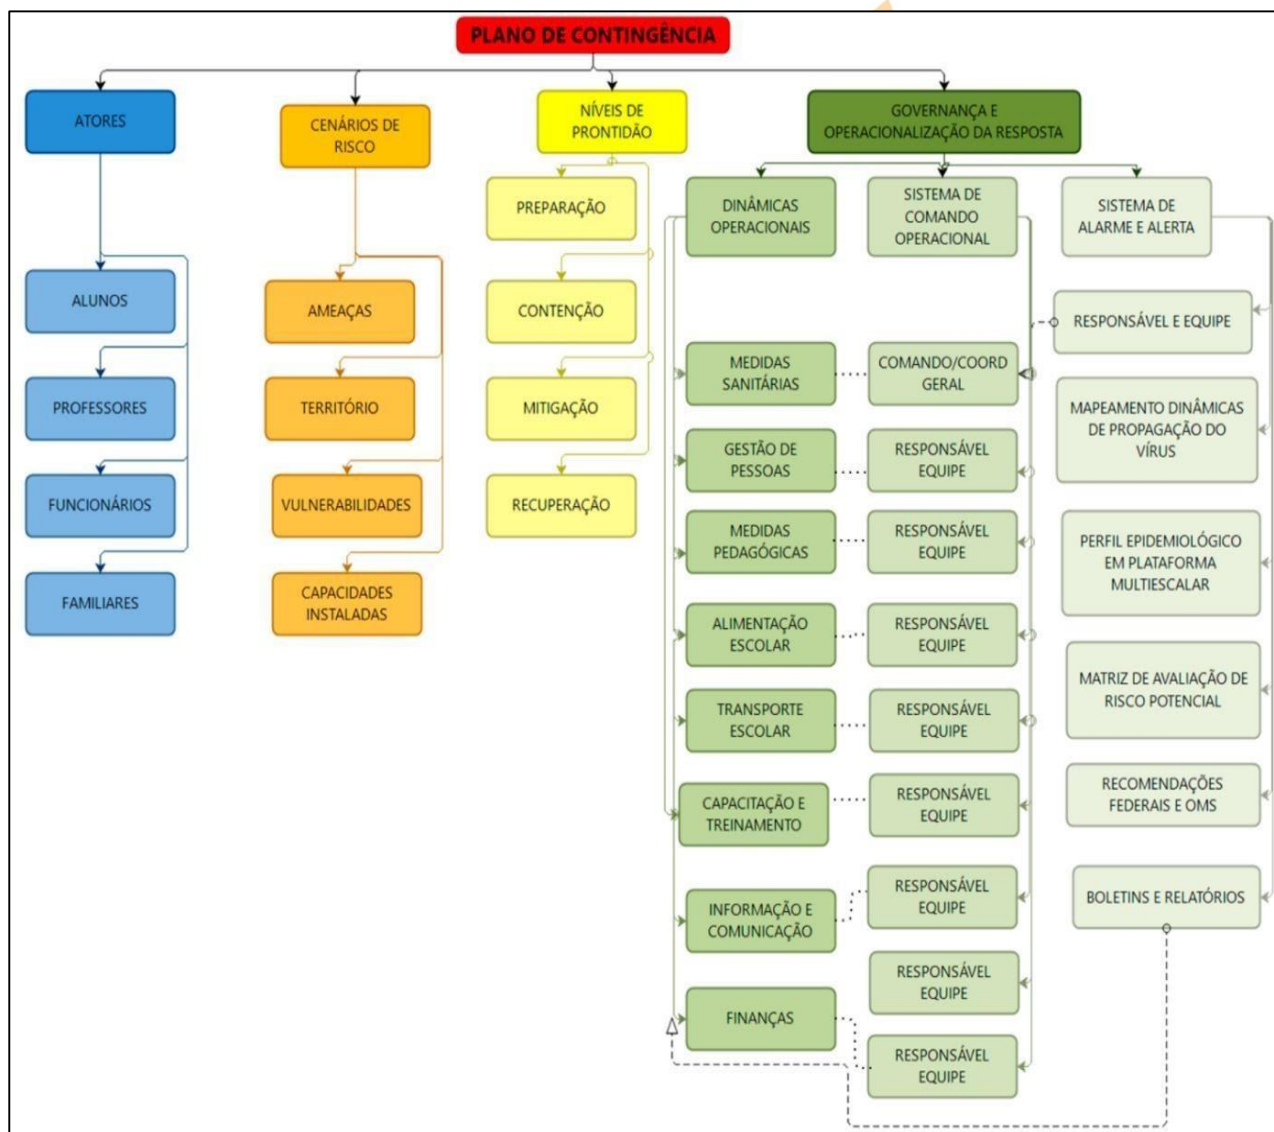 PLANO DE CONTINGÊNCIA
ATORES
ALUNOS
PROFESSORES
FUNCIONÁRIOS
FAMILIARES
CENÁRIOS DE
RISCO
AMEAÇAS
TERRITÓRIO
VULNERABILIDADES
CAPACIDADES
INSTALADAS
NÍVEIS DE
PRONTIDÃO
PREPARAÇÃO
CONTENÇÃO
MITIGAÇÃO
RECUPERAÇÃO
GOVERNANÇA E
OPERACIONALIZAÇÃO DA RESPOSTA
DINÂMICAS
OPERACIONAIS
MEDIDAS
SANITÁRIAS
GESTÃO DE
PESSOAS
MEDIDAS
PEDAGÓGICAS
ALIMENTAÇÃO
ESCOLAR
TRANSPORTE
ESCOLAR
CAPACITAÇÃO E
TREINAMENTO
INFORMAÇÃO E
COMUNICAÇÃO
FINANÇAS
SISTEMA DE
COMANDO
OPERACIONAL
COMANDO/COORD
GERAL
RESPONSÁVEL
EQUIPE
RESPONSÁVEL
EQUIPE
RESPONSÁVEL
EQUIPE
RESPONSÁVEL
EQUIPE
RESPONSÁVEL
EQUIPE
RESPONSÁVEL
EQUIPE
RESPONSÁVEL
EQUIPE
RESPONSÁVEL
EQUIPE
SISTEMA DE
ALARME E ALERTA
RESPONSÁVEL E EQUIPE
MAPEAMENTO DINÂMICAS
DE PROPAGAÇÃO DO
VÍRUS
PERFIL EPIDEMIOLÓGICO
EM PLATAFORMA
MULTIESCALAR
MATRIZ DE AVALIAÇÃO DE
RISCO POTENCIAL
RECOMENDAÇÕES
FEDERAIS E OMS
BOLETINS E RELATÓRIOS